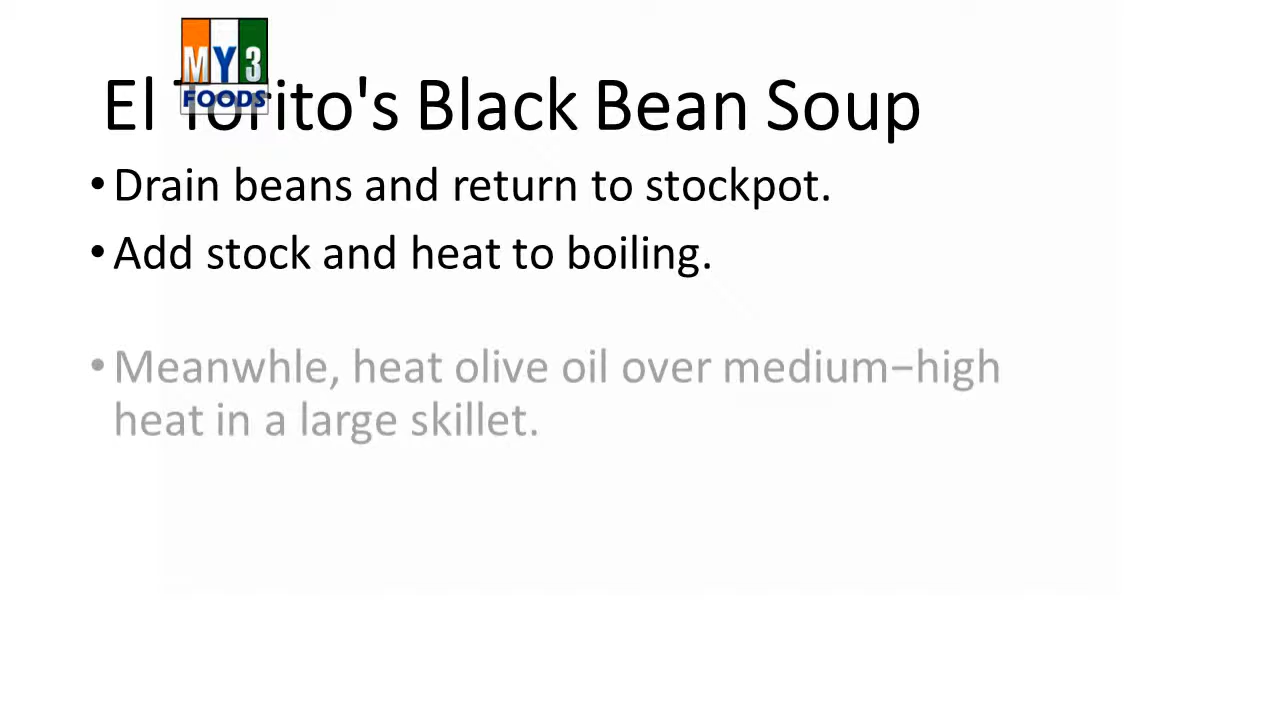 MY3
FOODS
El Torito's Black Bean Soup
•Drain beans and return to stockpot.
•Add stock and heat to boiling.
•Meanwhle, heat olive oil over medium−high
heat in a large skillet.